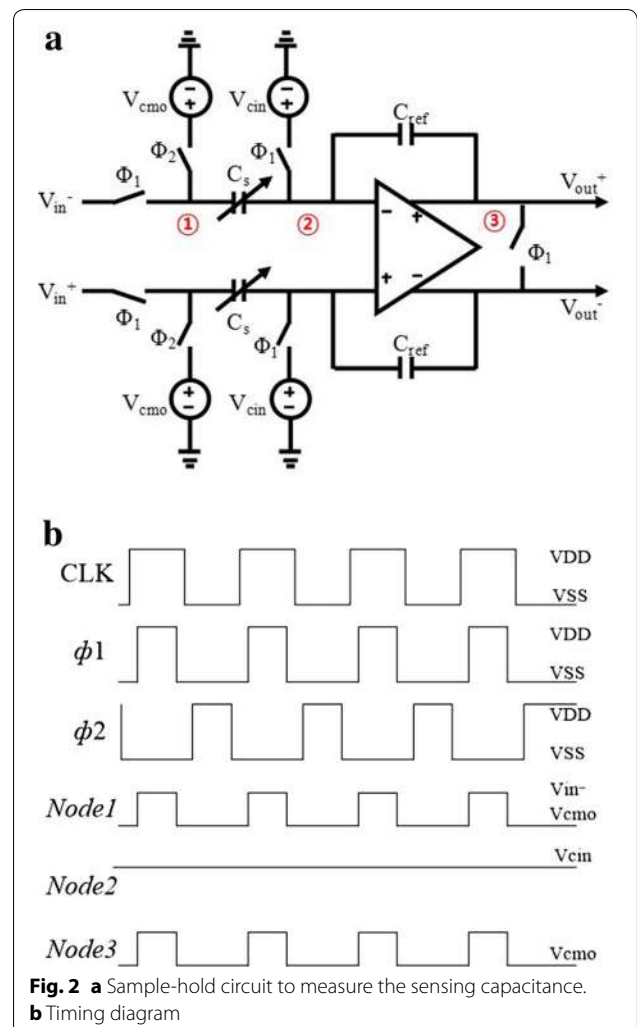 a
Vcmo
Vcin
Cref
Φ2
Φ1
Φ1
Cs
Vin-
Vout+
①
②
③
Φ1
Vin+
Φ1
Φ2
Cs
Φ1
Vout-
Cref
Vcmo
Vcin
b
CLK
VDD
VSS
ϕ1
VDD
VSS
ϕ2
VDD
VSS
Node1
Vin-
Vcmo
Vcin
Node2
Node3
Vcmo
Fig. 2 a Sample-hold circuit to measure the sensing capacitance.
b Timing diagram